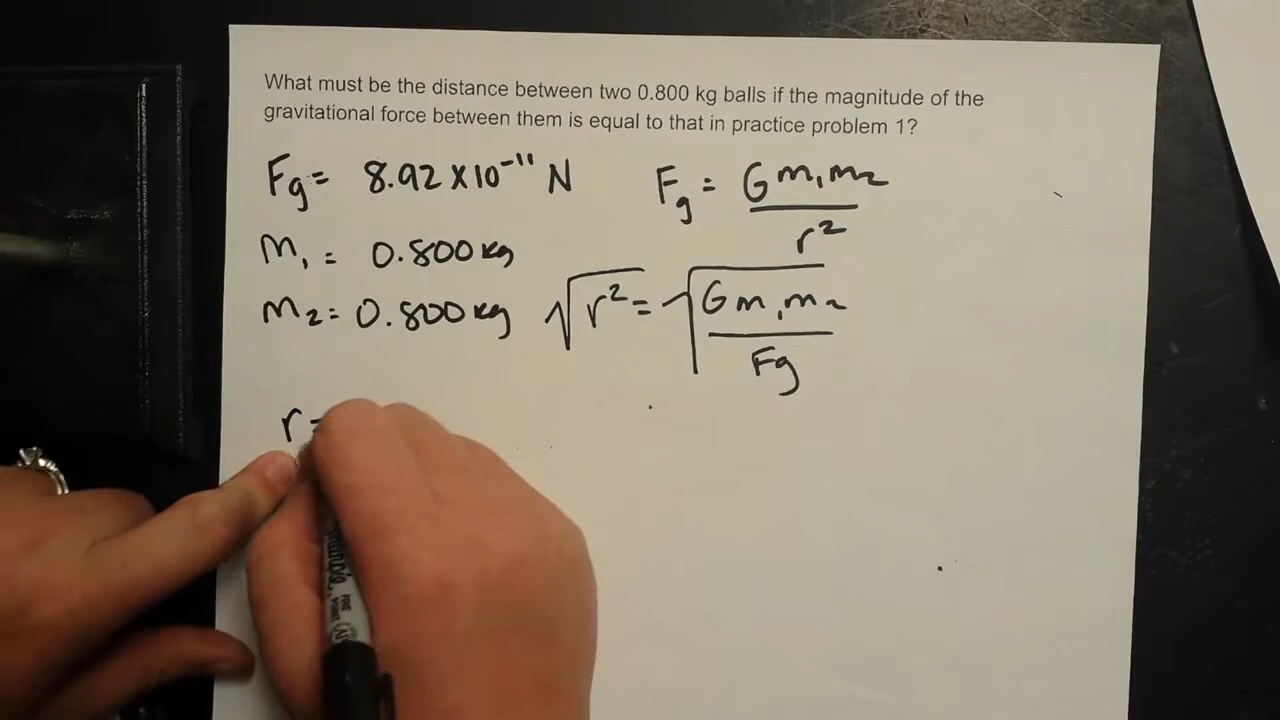 What must be the distance between two 0.800 kg balls if the magnitude of the
gravitational force between them is equal to that in practice problem 1?
Fg = 8.92 x 10⁻¹¹ N
Fg = G m₁m₂ / r²
m₁ = 0.800 kg
m₂ = 0.800 kg
√r² = √(G m₁m₂ / Fg)
r =